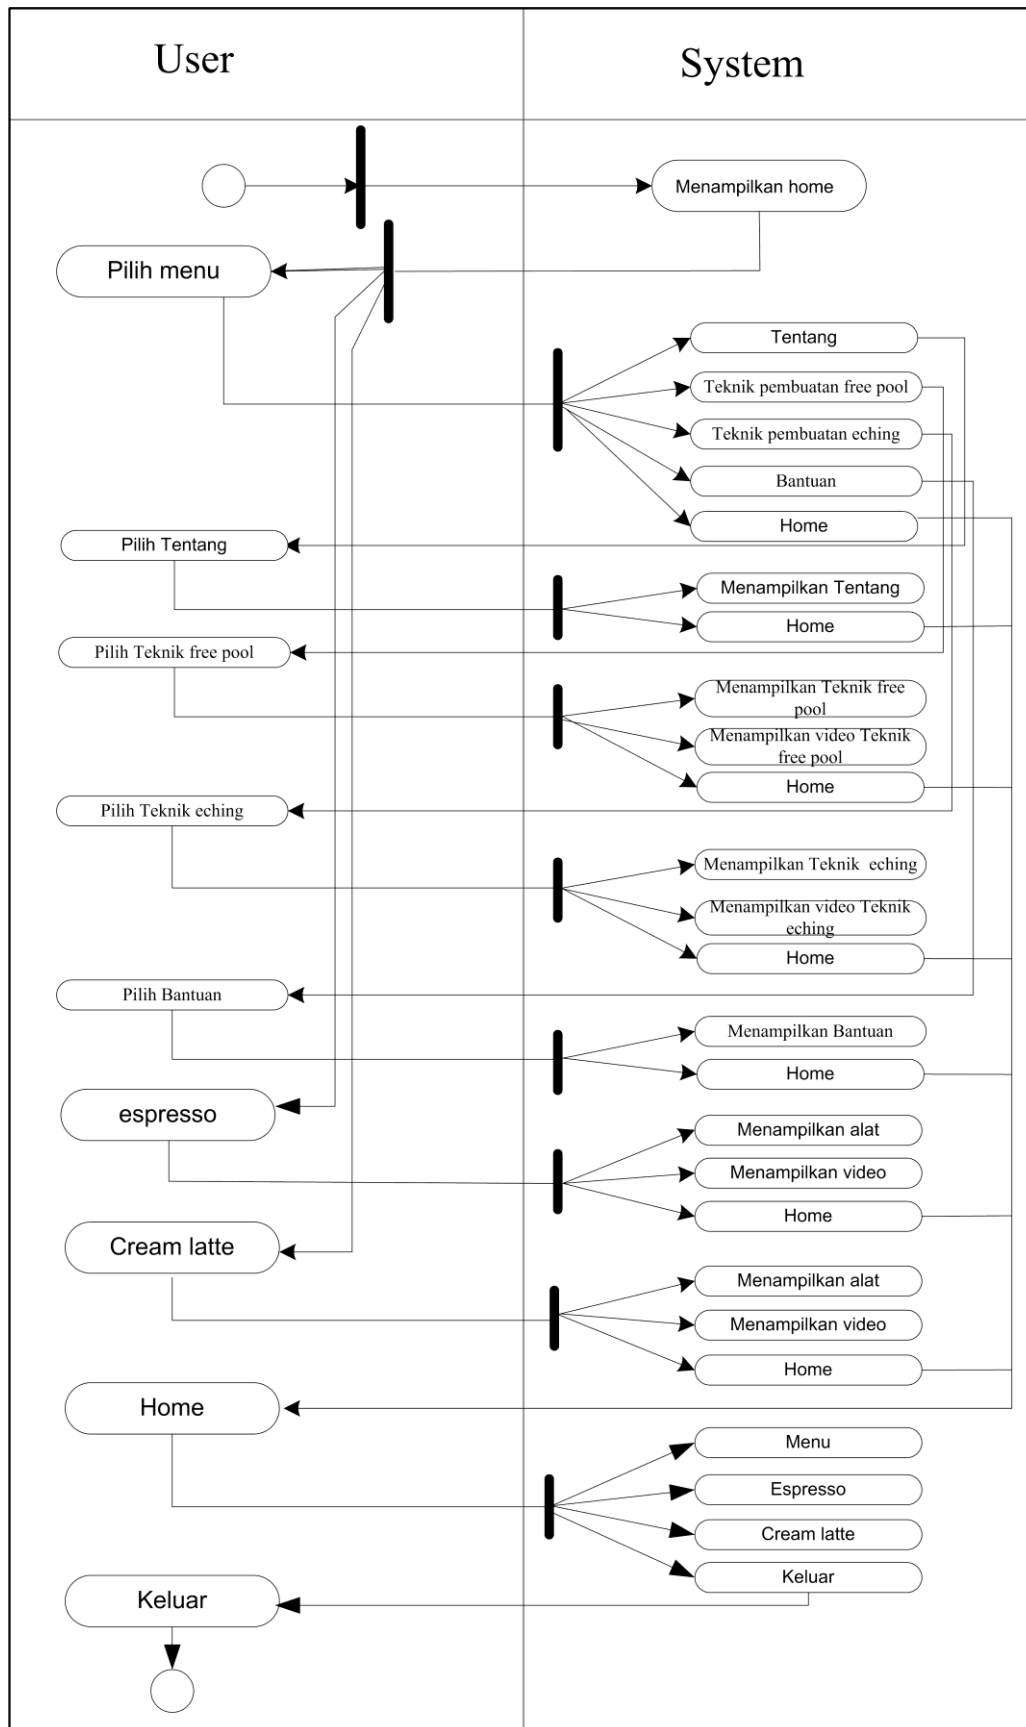 User
System
Menampilkan home
Pilih menu
Tentang
Teknik pembuatan free pool
Teknik pembuatan eching
Bantuan
Home
Pilih Tentang
Menampilkan Tentang
Home
Pilih Teknik free pool
Menampilkan Teknik free
pool
Menampilkan video Teknik
free pool
Home
Pilih Teknik eching
Menampilkan Teknik eching
Menampilkan video Teknik
eching
Home
Pilih Bantuan
Menampilkan Bantuan
Home
espresso
Menampilkan alat
Menampilkan video
Home
Cream latte
Menampilkan alat
Menampilkan video
Home
Home
Menu
Espresso
Cream latte
Keluar
Keluar